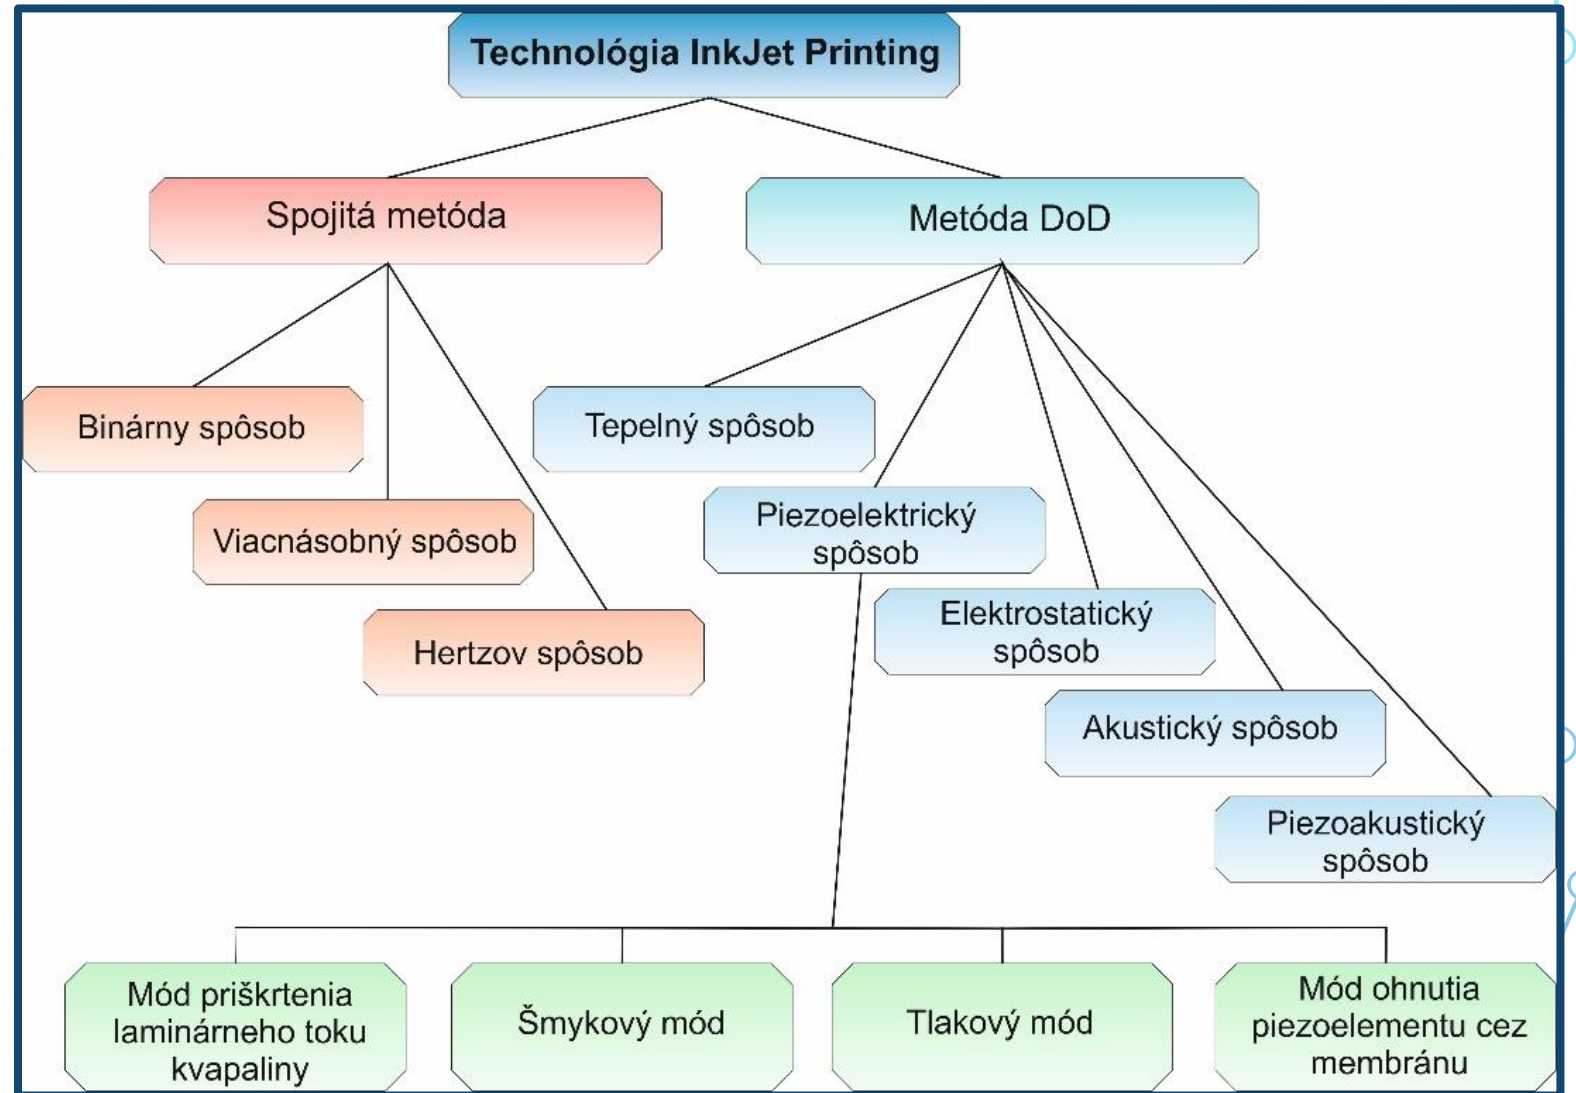 Technológia InkJet Printing
Spojitá metóda
Metóda DoD
Binárny spôsob
Tepelný spôsob
Viacnásobný spôsob
Piezoelektrický
spôsob
Hertzov spôsob
Elektrostatický
spôsob
Akustický spôsob
Piezoakustický
spôsob
Mód priškrtenia
laminárneho toku
kvapaliny
Šmykový mód
Tlakový mód
Mód ohnutia
piezoelementu cez
membránu